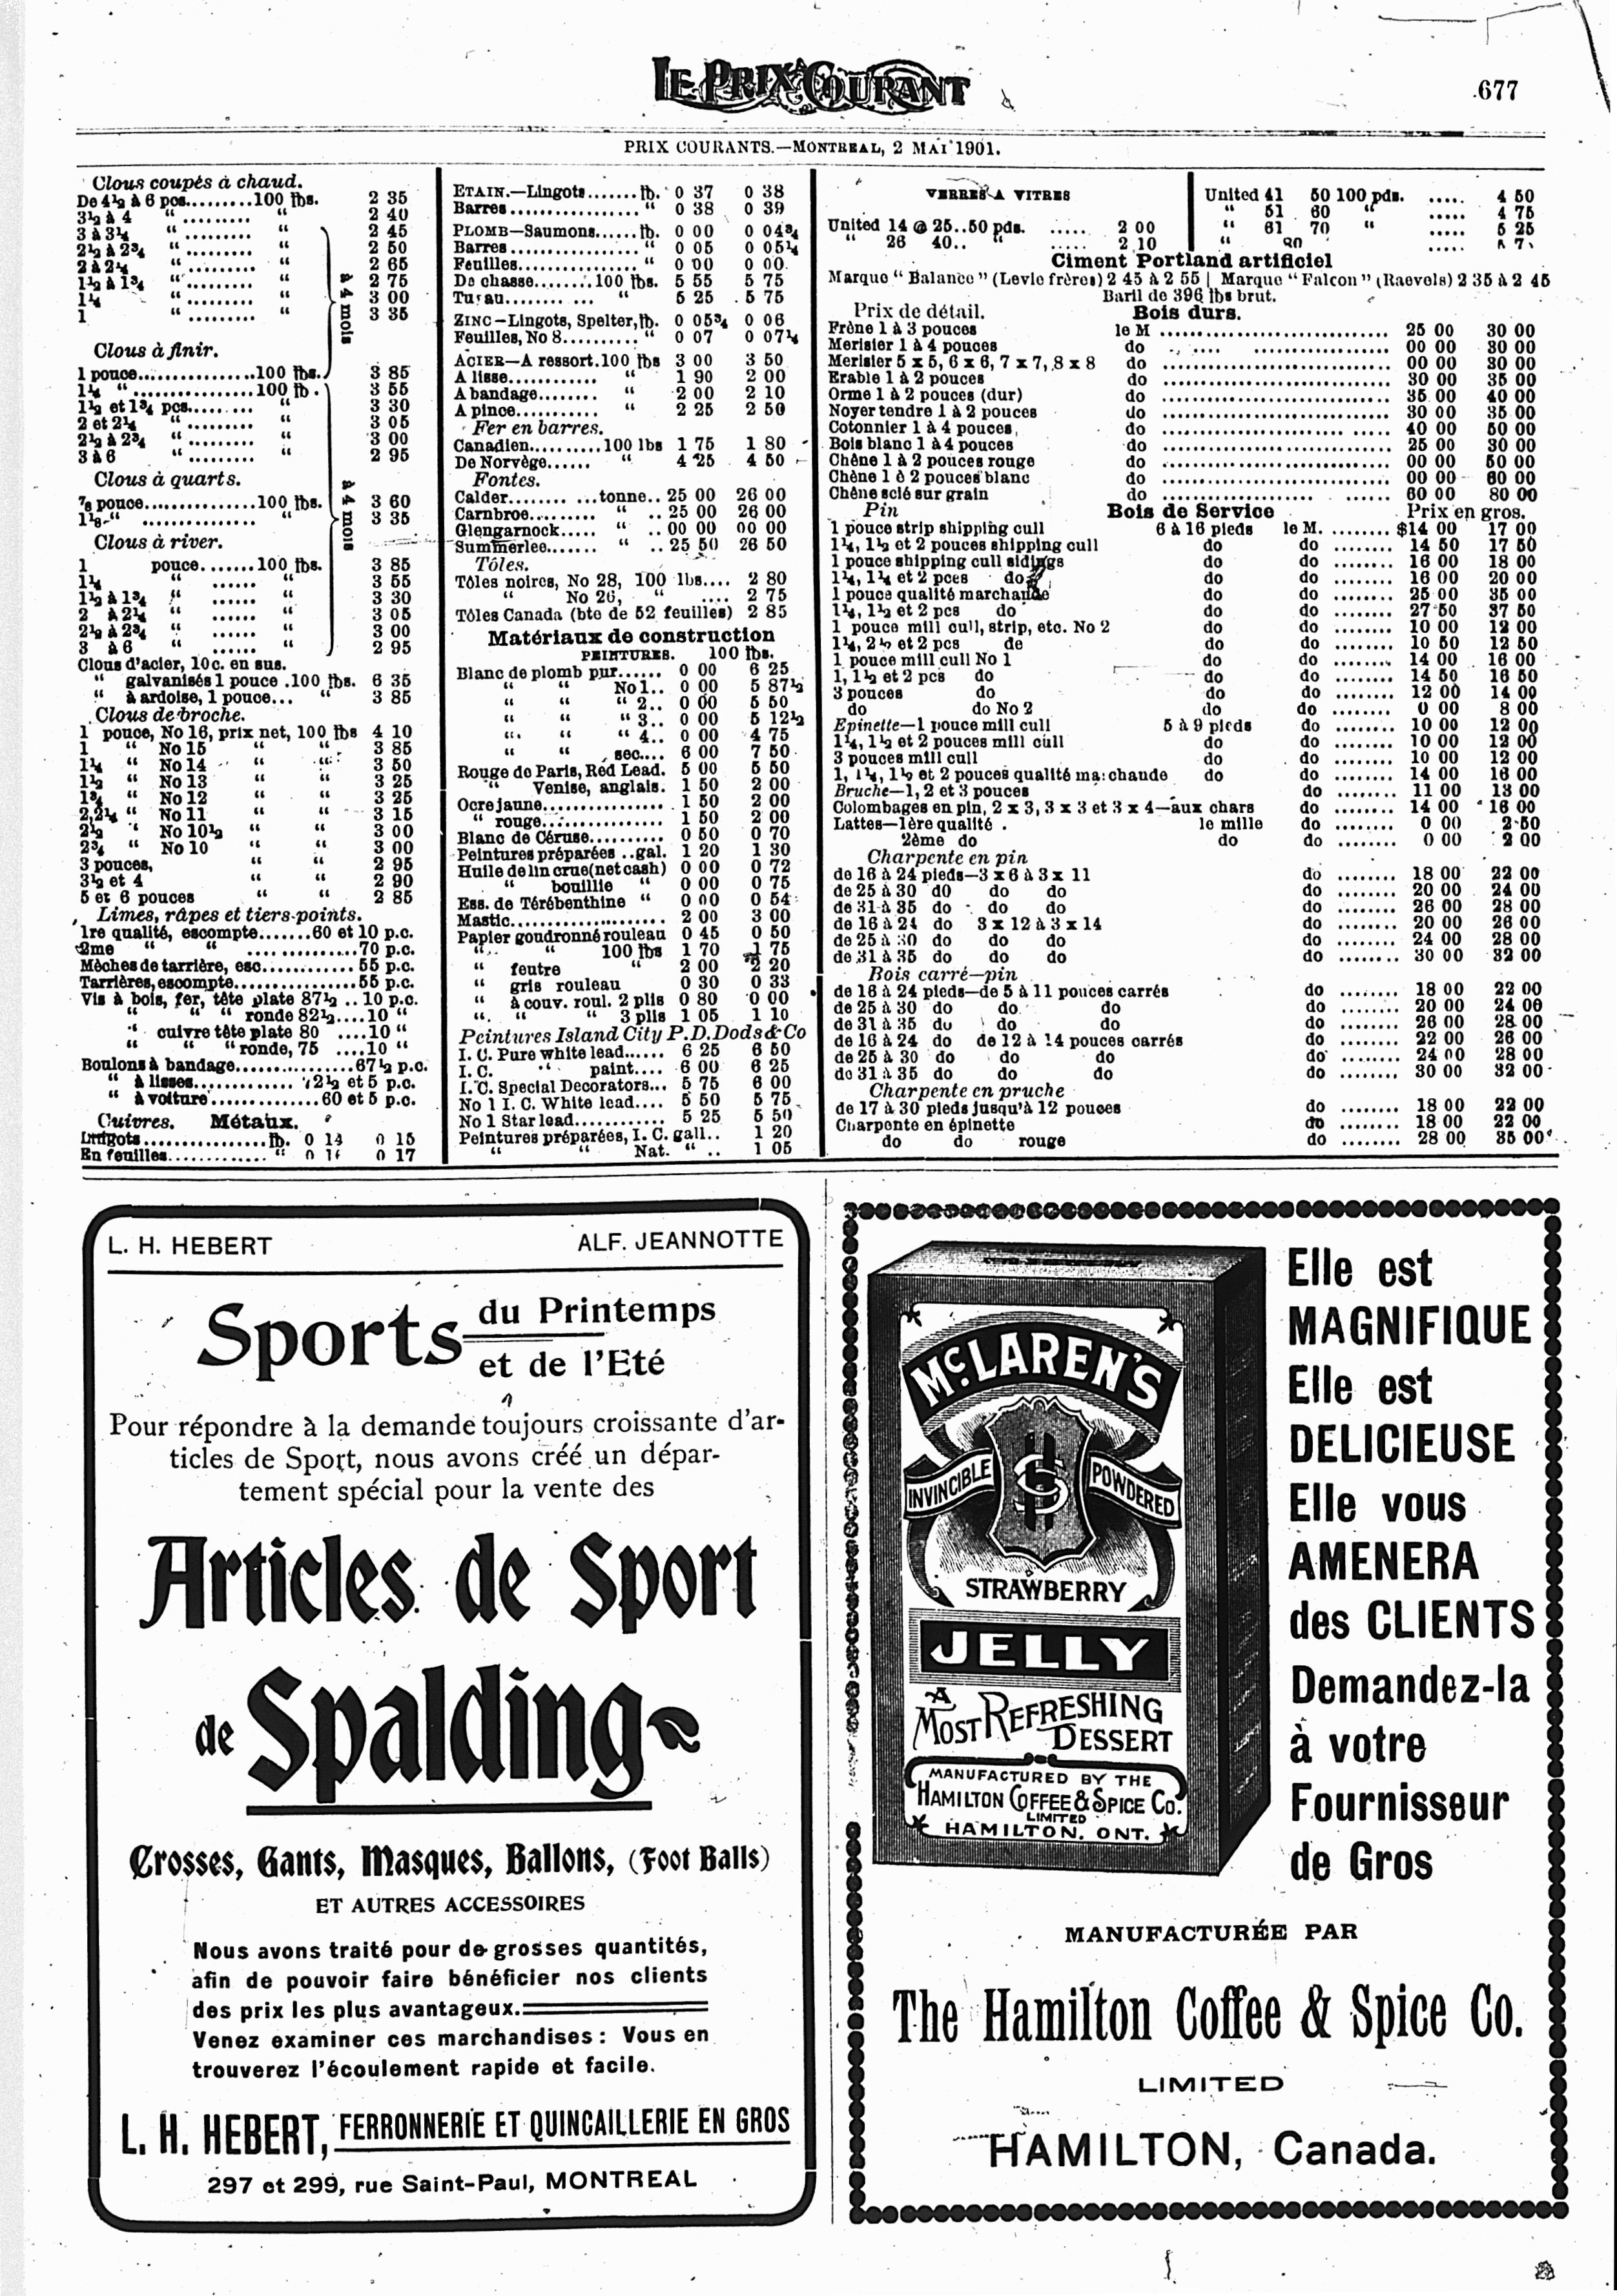 LE PRIX COURANT
677
PRIX COURANTS.—MONTREAL, 2 MAI 1901.
Clous coupés à chaud.
De 4½ à 6 pcs.........100 lbs. 2 35
3½ à 4 " ......... " 2 40
3 à 3¼ " ......... " 2 45
2½ à 2¾ " ......... " 2 50
2 à 2¼ " ......... " 2 65
1½ à 1¾ " ......... " 2 75
1¼ " ......... " 3 00
1 " ......... " 3 35
à 4 mois
Clous à finir.
1 pouce...............100 lbs. 3 85
1¼ " ...............100 lb. 3 55
1½ et 1¾ pcs......... " 3 30
2 et 2¼ " ......... " 3 05
2½ à 2¾ " ......... " 3 00
3 à 6 " ......... " 2 95
Clous à quarts.
⅞ pouce...............100 lbs. 3 60
1⅛ " ............... " 3 35
à 4 mois
Clous à river.
1 pouce.......100 lbs. 3 85
1¼ " ...... " 3 55
1½ à 1¾ " ...... " 3 30
2 à 2¼ " ...... " 3 05
2½ à 2¾ " ...... " 3 00
3 à 6 " ...... " 2 95
Clous d'acier, 10c. en sus.
" galvanisés 1 pouce .100 lbs. 6 35
" à ardoise, 1 pouce... " 3 85
Clous de broche.
1 pouce, No 16, prix net, 100 lbs 4 10
1 " No 15 " " 3 85
1¼ " No 14 " " 3 50
1½ " No 13 " " 3 25
1¾ " No 12 " " 3 25
2,2¼ " No 11 " " 3 15
2½ " No 10½ " " 3 00
2¾ " No 10 " " 3 00
3 pouces, " " 2 95
3½ et 4 " " 2 90
5 et 6 pouces " " 2 85
Limes, râpes et tiers-points.
1re qualité, escompte.......60 et 10 p.c.
2me " " ...............70 p.c.
Mèches de tarrière, esc............55 p.c.
Tarrières, escompte...............55 p.c.
Vis à bois, fer, tête plate 87½ ..10 p.c.
" " " ronde 82½....10 "
" cuivre tête plate 80 ....10 "
" " " ronde, 75 ....10 "
Boulons à bandage..............67½ p.c.
" à lisses.............72½ et 5 p.c.
" à voiture..............60 et 5 p.c.
Cuivres. Métaux.
Lingots..................lb. 0 14 0 15
En feuilles.............. " 0 16 0 17
ETAIN.—Lingots.......lb. 0 37 0 38
Barres................. " 0 38 0 39
PLOMB—Saumons......lb. 0 00 0 04¾
Barres................. " 0 05 0 05¼
Feuilles................ " 0 00 0 00
De chasse........100 lbs. 5 55 5 75
Tuyau........... " 5 25 5 75
ZINC—Lingots, Spelter, lb. 0 05¾ 0 06
Feuilles, No 8.......... " 0 07 0 07¼
ACIER—A ressort.100 lbs 3 00 3 50
A lisse............ " 1 90 2 00
A bandage........ " 2 00 2 10
A pince........... " 2 25 2 50
Fer en barres.
Canadien..........100 lbs 1 75 1 80
De Norvège...... " 4 25 4 50
Fontes.
Calder........ ...tonne.. 25 00 26 00
Carnbroe......... " .. 25 00 26 00
Glengarnock..... " .. 00 00 00 00
Summerlee....... " .. 25 50 26 50
Tôles.
Tôles noires, No 28, 100 lbs.... 2 80
" No 26, " .... 2 75
Tôles Canada (bte de 52 feuilles) 2 85
Matériaux de construction
PEINTURES. 100 lbs.
Blanc de plomb pur...... 0 00 6 25
" " No 1.. 0 00 5 87½
" " " 2.. 0 00 5 50
" " " 3.. 0 00 5 12½
" " " 4.. 0 00 4 75
" " sec.... 6 00 7 50
Rouge de Paris, Red Lead. 5 00 5 50
" Venise, anglais. 1 50 2 00
Ocre jaune................ 1 50 2 00
" rouge................ 1 50 2 00
Blanc de Céruse.......... 0 50 0 70
Peintures préparées ..gal. 1 20 1 30
Huile de lin crue (net cash) 0 00 0 72
" bouillie " 0 00 0 75
Ess. de Térébenthine " 0 00 0 54
Mastic.................... 2 00 3 00
Papier goudronné rouleau 0 45 0 50
" " 100 lbs 1 70 1 75
" feutre " 2 00 2 20
" gris rouleau 0 30 0 33
" à couv. roul. 2 plis 0 80 0 00
" " " 3 plis 1 05 1 10
Peintures Island City P.D. Dods & Co
I. C. Pure white lead...... 6 25 6 50
I. C. " paint.... 6 00 6 25
I. C. Special Decorators... 5 75 6 00
No 1 I. C. White lead.... 5 50 5 75
No 1 Star lead............ 5 25 5 50
Peintures préparées, I. C. gall.. 1 20
" " Nat. " .. 1 05
VERRES A VITRES
United 14 @ 25..50 pds. ..... 2 00
" 26 40.. " ..... 2 10
United 41 50 100 pds. ..... 4 50
" 51 60 " ..... 4 75
" 61 70 " ..... 5 25
Ciment Portland artificiel
Marque "Balance" (Levie frères) 2 45 à 2 55 | Marque "Falcon" (Raevels) 2 35 à 2 45
Baril de 396 lbs brut.
Prix de détail. Bois durs.
Frêne 1 à 3 pouces le M ........ 25 00 30 00
Merisier 1 à 4 pouces do ........ 00 00 30 00
Merisier 5 x 5, 6 x 6, 7 x 7, 8 x 8 do ........ 00 00 30 00
Erable 1 à 2 pouces do ........ 30 00 35 00
Orme 1 à 2 pouces (dur) do ........ 35 00 40 00
Noyer tendre 1 à 2 pouces do ........ 30 00 35 00
Cotonnier 1 à 4 pouces do ........ 40 00 50 00
Bois blanc 1 à 4 pouces do ........ 25 00 30 00
Chêne 1 à 2 pouces rouge do ........ 00 00 50 00
Chêne 1 à 2 pouces blanc do ........ 00 00 60 00
Chêne scié sur grain do ........ 60 00 80 00
Pin Bois de Service Prix en gros.
1 pouce strip shipping cull 6 à 16 pieds le M. ........ $14 00 17 00
1¼, 1½ et 2 pouces shipping cull do do ........ 14 50 17 50
1 pouce shipping cull sidings do do ........ 16 00 18 00
1¼, 1¼ et 2 pces do do do ........ 16 00 20 00
1 pouce qualité marchande do do ........ 25 00 35 00
1¼, 1½ et 2 pcs do do do ........ 27 50 37 50
1 pouce mill cull, strip, etc. No 2 do do ........ 10 00 12 00
1¼, 2½ et 2 pcs de do do ........ 10 50 12 50
1 pouce mill cull No 1 do do ........ 14 00 16 00
1, 1½ et 2 pcs do do do ........ 14 50 16 50
3 pouces do do do ........ 12 00 14 00
do do No 2 do do ........ 0 00 8 00
Epinette—1 pouce mill cull 5 à 9 pieds do ........ 10 00 12 00
1¼, 1½ et 2 pouces mill cull do do ........ 10 00 12 00
3 pouces mill cull do do ........ 10 00 12 00
1, 1¼, 1½ et 2 pouces qualité marchande do do ........ 14 00 16 00
Bruche—1, 2 et 3 pouces do ........ 11 00 13 00
Colombages en pin, 2 x 3, 3 x 3 et 3 x 4—aux chars do ........ 14 00 16 00
Lattes—1ère qualité le mille do ........ 0 00 2 50
2ème do do do ........ 0 00 2 00
Charpente en pin
de 16 à 24 pieds—3 x 6 à 3 x 11 do ........ 18 00 22 00
de 25 à 30 do do do do ........ 20 00 24 00
de 31 à 35 do do do do ........ 26 00 28 00
de 16 à 24 do 3 x 12 à 3 x 14 do ........ 20 00 26 00
de 25 à 30 do do do do ........ 24 00 28 00
de 31 à 35 do do do do ........ 30 00 32 00
Bois carré—pin
de 16 à 24 pieds—de 5 à 11 pouces carrés do ........ 18 00 22 00
de 25 à 30 do do do do ........ 20 00 24 00
de 31 à 35 do do do do ........ 26 00 28 00
de 16 à 24 do de 12 à 14 pouces carrés do ........ 22 00 26 00
de 25 à 30 do do do do ........ 24 00 28 00
do 31 à 35 do do do do ........ 30 00 32 00
Charpente en pruche
de 17 à 30 pieds jusqu'à 12 pouces do ........ 18 00 22 00
Charpente en épinette do ........ 18 00 22 00
do do rouge do ........ 28 00 35 00
L. H. HEBERT ALF. JEANNOTTE
Sports du Printemps
et de l'Eté
Pour répondre à la demande toujours croissante d'ar-
ticles de Sport, nous avons créé un dépar-
tement spécial pour la vente des
Articles de Sport
de Spalding
Crosses, Gants, Masques, Ballons, (Foot Balls)
ET AUTRES ACCESSOIRES
Nous avons traité pour de grosses quantités,
afin de pouvoir faire bénéficier nos clients
des prix les plus avantageux.
Venez examiner ces marchandises : Vous en
trouverez l'écoulement rapide et facile.
L. H. HEBERT, FERRONNERIE ET QUINCAILLERIE EN GROS
297 et 299, rue Saint-Paul, MONTREAL
McLAREN'S
INVINCIBLE POWDERED
STRAWBERRY
JELLY
A
MOST REFRESHING
DESSERT
MANUFACTURED BY THE
HAMILTON COFFEE & SPICE CO.
LIMITED
HAMILTON, ONT.
Elle est
MAGNIFIQUE
Elle est
DELICIEUSE
Elle vous
AMENERA
des CLIENTS
Demandez-la
à votre
Fournisseur
de Gros
MANUFACTURÉE PAR
The Hamilton Coffee & Spice Co.
LIMITED
HAMILTON, Canada.